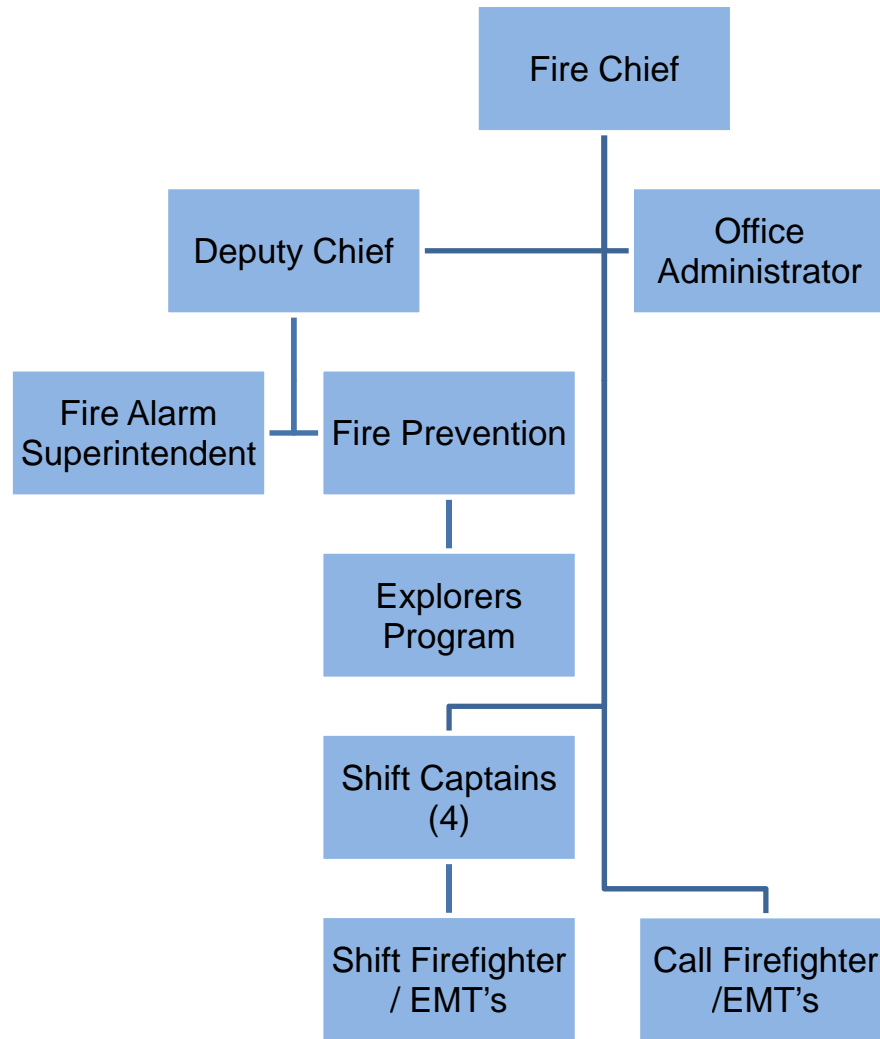 Fire Chief
Deputy Chief
Office
Administrator
Fire Alarm
Superintendent
Fire Prevention
Explorers
Program
Shift Captains
(4)
Shift Firefighter
/ EMT’s
Call Firefighter
/EMT’s